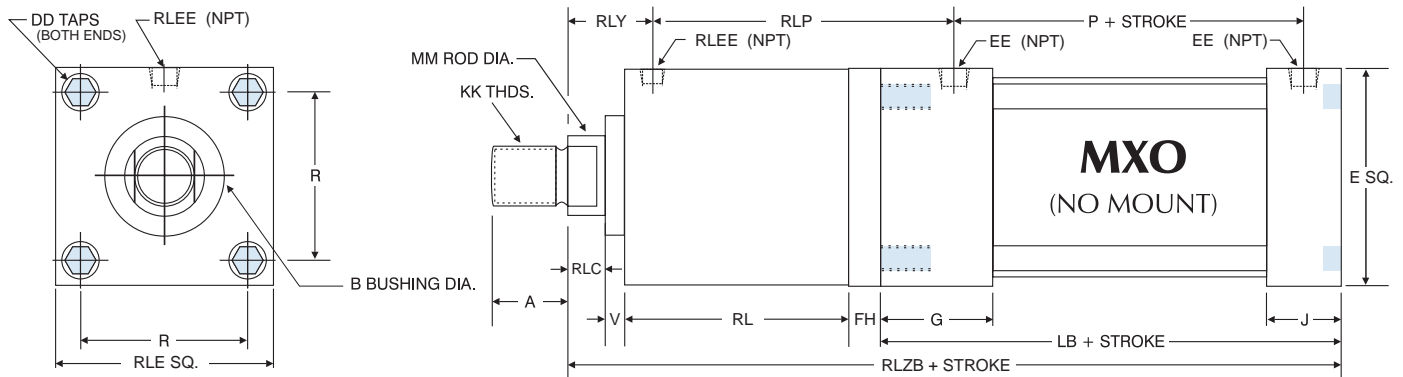 DD TAPS
(BOTH ENDS)
RLEE (NPT)
R
B BUSHING DIA.
R
RLE SQ.
RLY
RLP
P + STROKE
RLEE (NPT)
EE (NPT)
EE (NPT)
MM ROD DIA.
KK THDS.
MXO
(NO MOUNT)
E SQ.
RLC
A
V
RL
FH
G
J
LB + STROKE
RLZB + STROKE